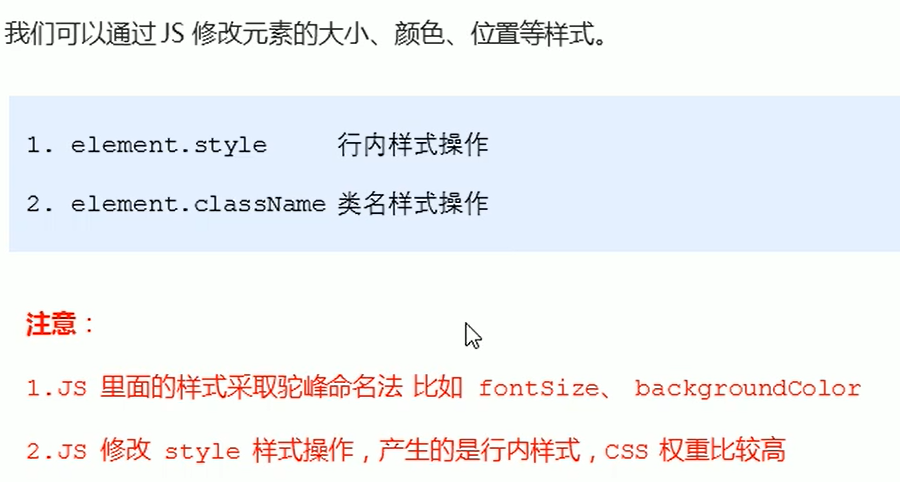 我们可以通过 JS 修改元素的大小、颜色、位置等样式。
1. element.style 行内样式操作
2. element.className 类名样式操作
注意：
1.JS 里面的样式采取驼峰命名法 比如 fontSize、 backgroundColor
2.JS 修改 style 样式操作，产生的是行内样式，CSS 权重比较高